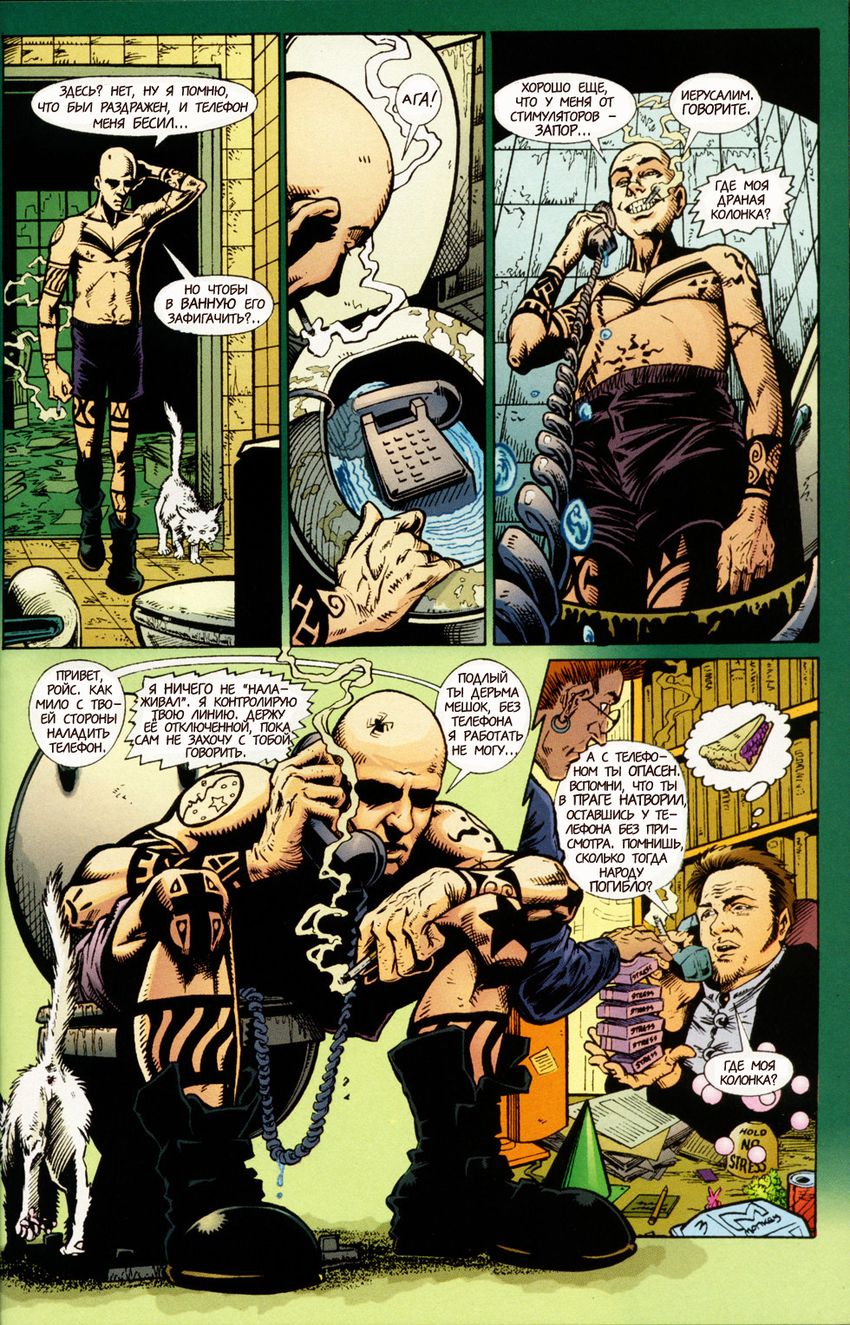 ЗДЕСЬ? НЕТ, НУ Я ПОМНЮ,
ЧТО БЫЛ РАЗДРАЖЕН, И ТЕЛЕФОН
МЕНЯ БЕСИЛ...
НО ЧТОБЫ
В ВАННУЮ ЕГО
ЗАФИГАЧИТЬ?..
АГА!
ХОРОШО ЕЩЕ,
ЧТО У МЕНЯ ОТ
СТИМУЛЯТОРОВ –
ЗАПОР...
ИЕРУСАЛИМ.
ГОВОРИТЕ.
ГДЕ МОЯ
ДРАНАЯ
КОЛОНКА?
ПРИВЕТ,
РОЙС. КАК
МИЛО С ТВО-
ЕЙ СТОРОНЫ
НАЛАДИТЬ
ТЕЛЕФОН.
Я НИЧЕГО НЕ "НАЛА-
ЖИВАЛ". Я КОНТРОЛИРУЮ
ТВОЮ ЛИНИЮ. ДЕРЖУ
ЕЁ ОТКЛЮЧЕННОЙ, ПОКА
САМ НЕ ЗАХОЧУ С ТОБОЙ
ГОВОРИТЬ.
ПОДЛЫЙ
ТЫ ДЕРЬМА
МЕШОК, БЕЗ
ТЕЛЕФОНА
Я РАБОТАТЬ
НЕ МОГУ...
А С ТЕЛЕФО-
НОМ ТЫ ОПАСЕН.
ВСПОМНИ, ЧТО ТЫ
В ПРАГЕ НАТВОРИЛ,
ОСТАВШИСЬ У ТЕ-
ЛЕФОНА БЕЗ ПРИ-
СМОТРА. ПОМНИШЬ,
СКОЛЬКО ТОГДА
НАРОДУ
ПОГИБЛО?
STRESS
STRESS
STRESS
STRESS
STRESS
STRESS
ГДЕ МОЯ
КОЛОНКА?
HOLD
NO
STRESS
3
M
MONKEY